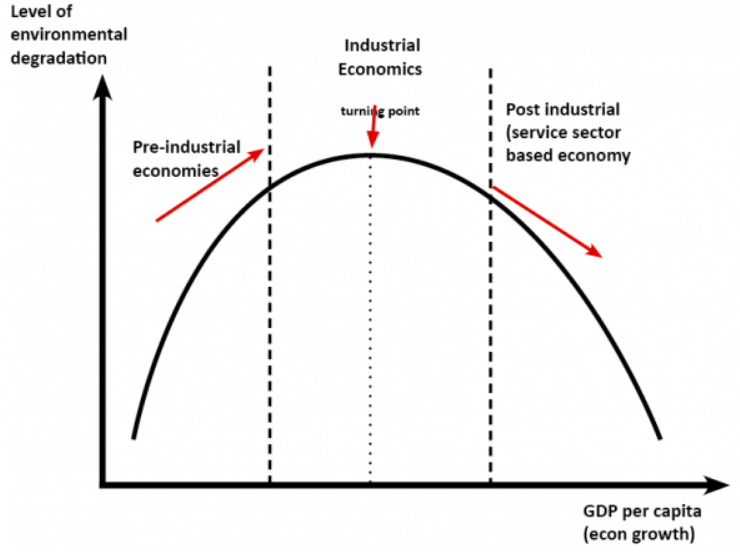 Level of
environmental
degradation
Industrial
Economics
turning point
Pre-industrial
economies
Post industrial
(service sector
based economy
GDP per capita
(econ growth)